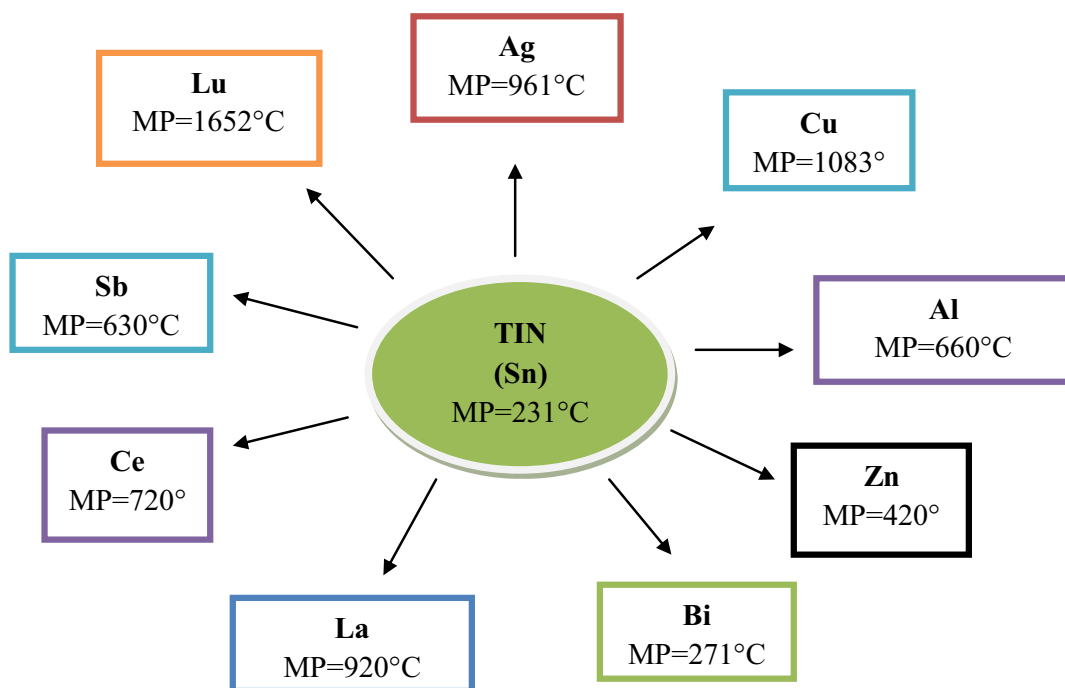 Ag
MP=961°C
Lu
MP=1652°C
Cu
MP=1083°
Sb
MP=630°C
TIN
(Sn)
MP=231°C
Al
MP=660°C
Ce
MP=720°
Zn
MP=420°
La
MP=920°C
Bi
MP=271°C